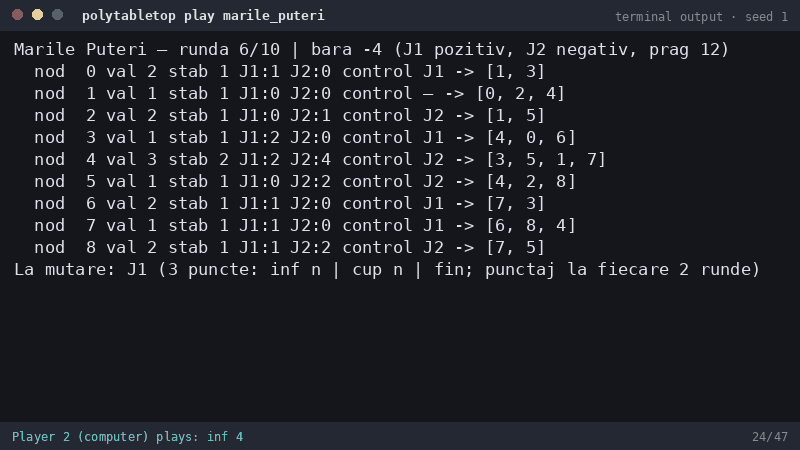 polytabletop play marile_puteri
terminal output · seed 1
Marile Puteri — runda 6/10 | bara -4 (J1 pozitiv, J2 negativ, prag 12)
nod 0 val 2 stab 1 J1:1 J2:0 control J1 -> [1, 3]
nod 1 val 1 stab 1 J1:0 J2:0 control — -> [0, 2, 4]
nod 2 val 2 stab 1 J1:0 J2:1 control J2 -> [1, 5]
nod 3 val 1 stab 1 J1:2 J2:0 control J1 -> [4, 0, 6]
nod 4 val 3 stab 2 J1:2 J2:4 control J2 -> [3, 5, 1, 7]
nod 5 val 1 stab 1 J1:0 J2:2 control J2 -> [4, 2, 8]
nod 6 val 2 stab 1 J1:1 J2:0 control J1 -> [7, 3]
nod 7 val 1 stab 1 J1:1 J2:0 control J1 -> [6, 8, 4]
nod 8 val 2 stab 1 J1:1 J2:2 control J2 -> [7, 5]
La mutare: J1 (3 puncte: inf n | cup n | fin; punctaj la fiecare 2 runde)
Player 2 (computer) plays: inf 4
24/47